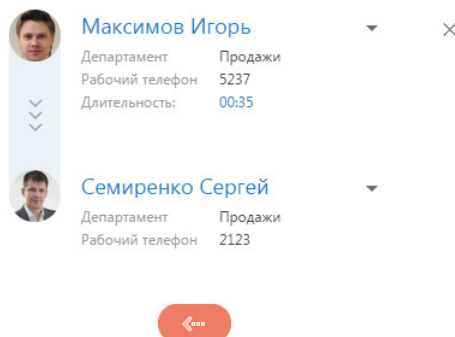 Максимов Игорь
Департамент Продажи
Рабочий телефон 5237
Длительность: 00:35
Семиренко Сергей
Департамент Продажи
Рабочий телефон 2123